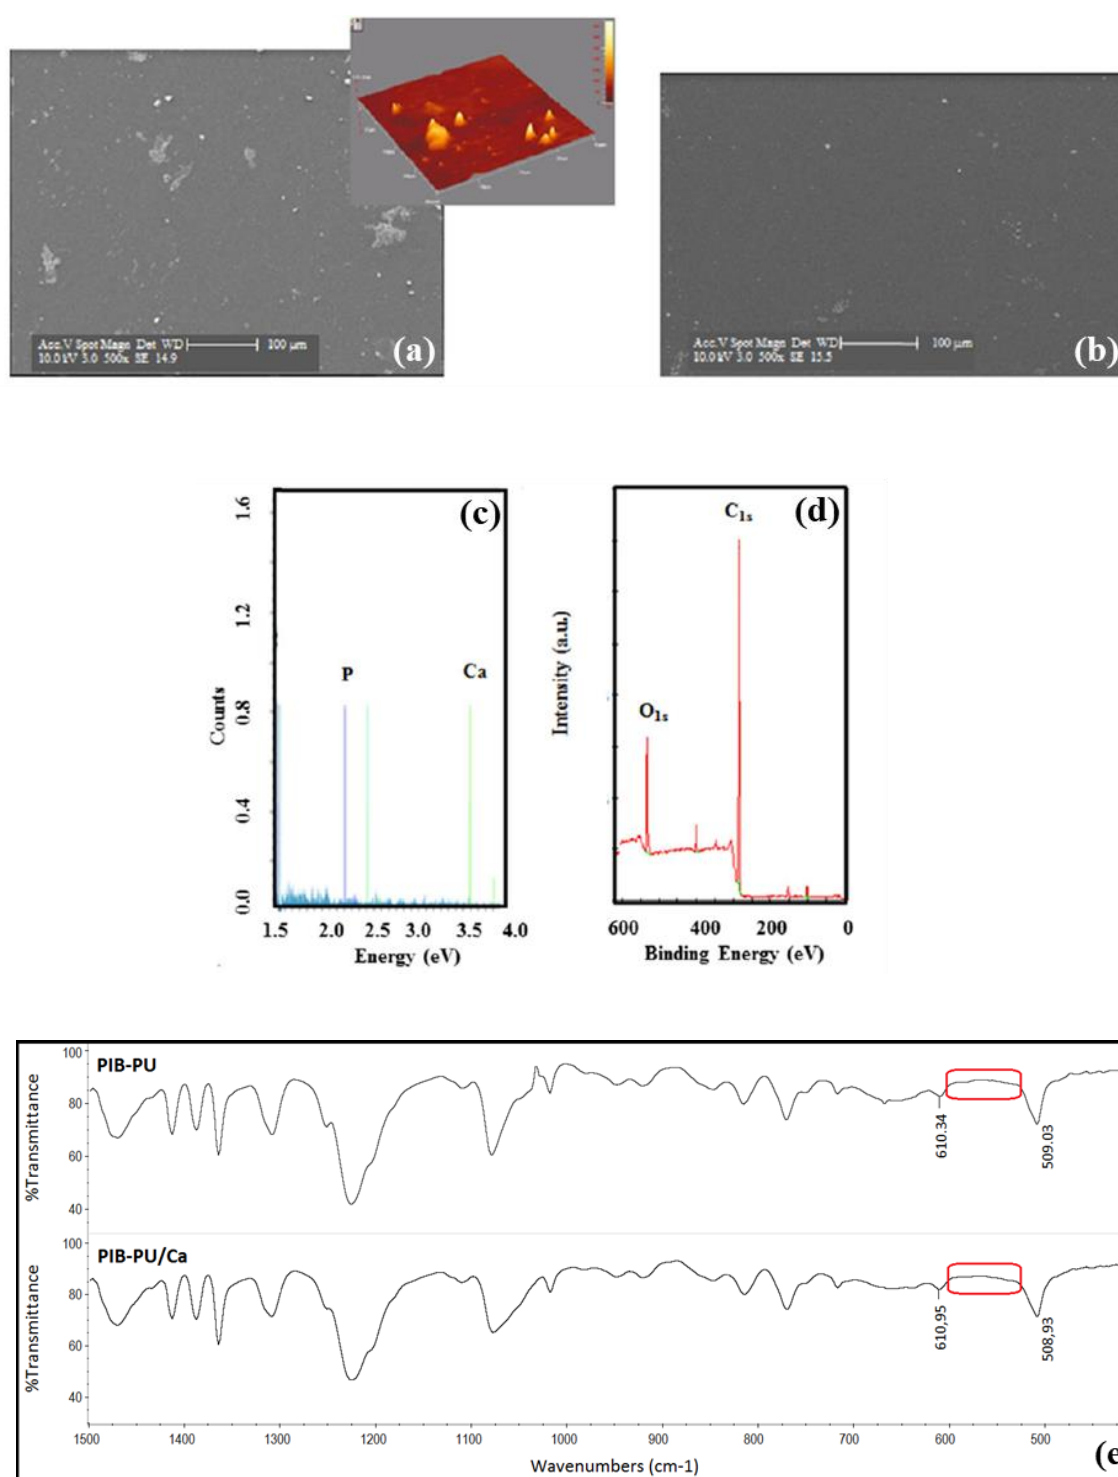 Acc.V Spot Magn Det WD 100 µm
10.0 kV 3.0 500x SE 14.9
(a)
Acc.V Spot Magn Det WD 100 µm
10.0 kV 3.0 500x SE 15.5
(b)
(c)
1.6
1.2
0.8
0.4
0.0
Counts
P
Ca
1.5 2.0 2.5 3.0 3.5 4.0
Energy (eV)
(d)
Intensity (a.u.)
C1s
O1s
600 400 200 0
Binding Energy (eV)
PIB-PU
%Transmittance
100
80
60
40
610.34
509.03
PIB-PU/Ca
%Transmittance
100
80
60
40
610,95
508,93
1500 1400 1300 1200 1100 1000 900 800 700 600 500
Wavenumbers (cm-1)
(e